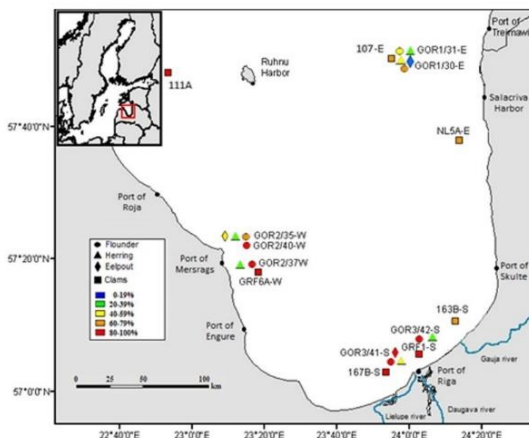 Port of
Treimani
107-E
GOR1/31-E
GOR1/30-E
Ruhnu
Harbor
111A
Salacriva
Harbor
57°40'0"N
NL5A-E
Port of
Roja
Flounder
Herring
Eelpout
Clams
0-19%
20-39%
40-59%
60-79%
80-100%
GOR2/35-W
GOR2/40-W
GOR2/37W
GRF6A-W
57°20'0"N
Port of
Mersrags
Port of
Skulte
Port of
Engure
163B-S
GOR3/42-S
GRF1-S
GOR3/41-S
167B-S
Gauja river
57°0'0"N
0
25
50
100
km
Port of
Riga
Lielupe river
Daugava river
22°40'0"E
23°0'0"E
23°20'0"E
23°40'0"E
24°0'0"E
24°20'0"E